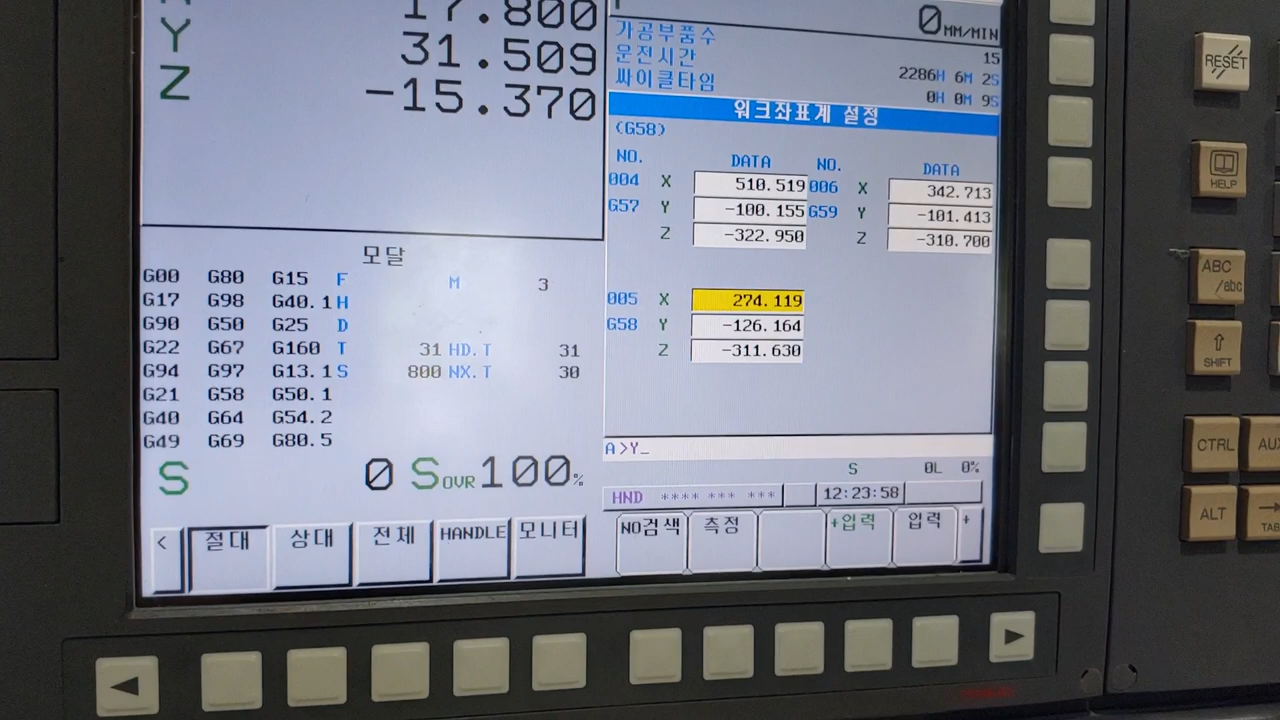 17.800
Y 31.509
Z -15.370
0 MM/MIN
가공부품수 15
운전시간 2286H 6M 2S
싸이클타임 0H 0M 9S
워크좌표계 설정
(G58)
NO. DATA NO. DATA
004 X 510.519 006 X 342.713
G57 Y -100.155 G59 Y -101.413
Z -322.950 Z -310.700
005 X 274.119
G58 Y -126.164
Z -311.630
모달
G00 G80 G15 F M 3
G17 G98 G40.1 H
G90 G50 G25 D
G22 G67 G160 T 31 HD.T 31
G94 G97 G13.1 S 800 NX.T 30
G21 G58 G50.1
G40 G64 G54.2
G49 G69 G80.5
S 0 S OVR 100%
A>Y_
S 0L 0%
HND **** *** *** 12:23:58
< 절대 상대 전체 HANDLE 모니터
NO검색 측정 +입력 입력 +
RESET
HELP
ABC/abc
SHIFT
CTRL
ALT